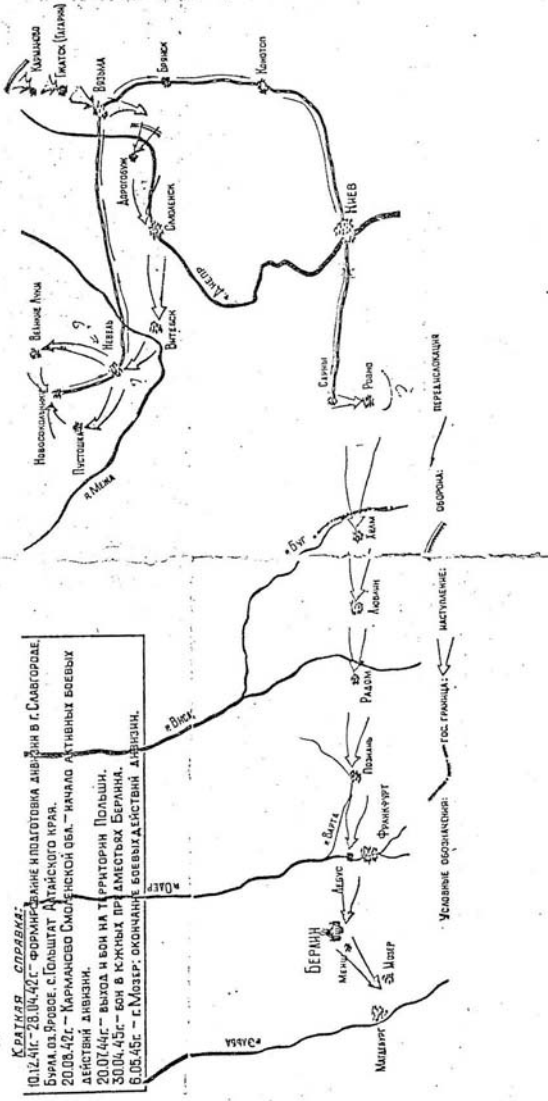 КРАТКАЯ СПРАВКА:
10.12.41г.-28.04.42г.- ФОРМИРОВАНИЕ И ПОДГОТОВКА ДИВИЗИИ В Г. СЛАВГОРОДЕ,
БУРЛА, ОЗ.ЯРОВОЕ, С.ГОЛЬШТАТ АЛТАЙСКОГО КРАЯ.
20.08.42г.- КАРМАНОВО СМОЛЕНСКОЙ ОБЛ.- НАЧАЛО АКТИВНЫХ БОЕВЫХ
ДЕЙСТВИЙ ДИВИЗИИ.
20.07.44г.- ВЫХОД И БОИ НА ТЕРРИТОРИИ ПОЛЬШИ.
30.04.45г.- БОИ В ЮЖНЫХ ПРЕДМЕСТЬЯХ БЕРЛИНА.
6.05.45г. - Г.МОЗЕР; ОКОНЧАНИЕ БОЕВЫХ ДЕЙСТВИЙ ДИВИЗИИ.
КАРМАНОВО
ГЖАТСК (ГАГАРИН)
ВЯЗЬМА
БРЯНСК
КОНОТОП
ДОРОГОБУЖ
СМОЛЕНСК
КИЕВ
Р.ДНЕПР
ВЕЛИКИЕ ЛУКИ
?
НЕВЕЛЬ
ВИТЕБСК
НОВОСОКОЛЬНИКИ
ПУСТОШКА
?
Р.МЕЖА
САРНЫ
РОВНО
?
Р.БУГ
ХЕЛМ
ЛЮБЛИН
РАДОМ
Р.ВИСЛ
ПОЗНАНЬ
Р.ВАРТА
ФРАНКФУРТ
ЛЕБУС
Р.ОДЕР
БЕРЛИН
МОЗЕР
МАГДЕБУРГ
Р.ЭЛЬБА
УСЛОВНЫЕ ОБОЗНАЧЕНИЯ: ГОС. ГРАНИЦА: НАСТУПЛЕНИЕ: ОБОРОНА: ПЕРЕДИСЛОКАЦИЯ